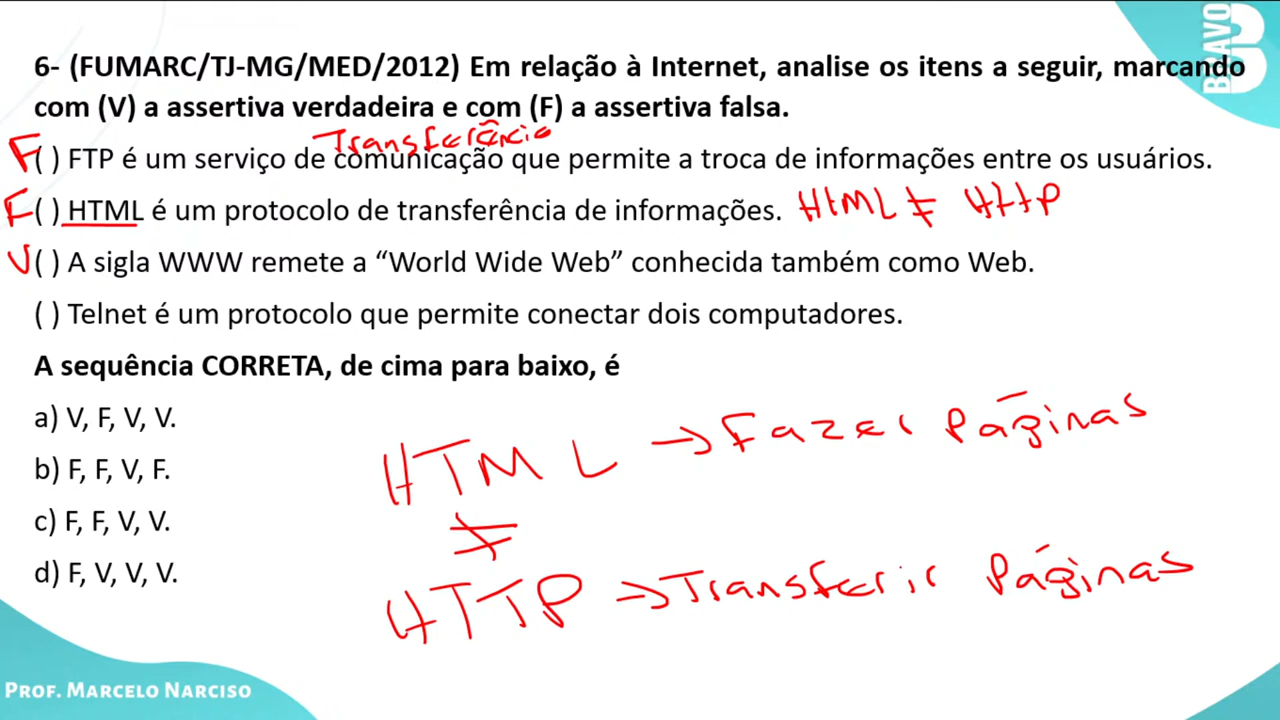 BRAVO
6- (FUMARC/TJ-MG/MED/2012) Em relação à Internet, analise os itens a seguir, marcando
com (V) a assertiva verdadeira e com (F) a assertiva falsa.
Transferência
F ( ) FTP é um serviço de comunicação que permite a troca de informações entre os usuários.
F ( ) HTML é um protocolo de transferência de informações. HTML ≠ HTTP
V ( ) A sigla WWW remete a “World Wide Web” conhecida também como Web.
( ) Telnet é um protocolo que permite conectar dois computadores.
A sequência CORRETA, de cima para baixo, é
a) V, F, V, V.
b) F, F, V, F.
c) F, F, V, V.
d) F, V, V, V.
HTML → Fazer Páginas
≠
HTTP → Transferir Páginas
PROF. MARCELO NARCISO